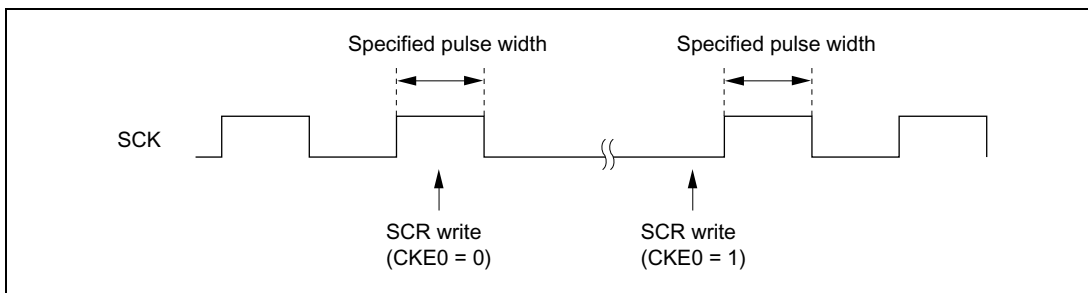 Specified pulse width
Specified pulse width
SCK
SCR write
(CKE0 = 0)
SCR write
(CKE0 = 1)